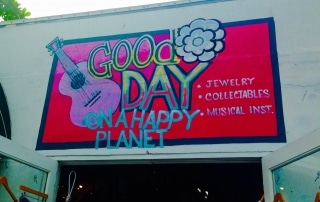 GOOD
DAY
ON A HAPPY
PLANET
• JEWELRY
• COLLECTABLES
• MUSICAL INST.